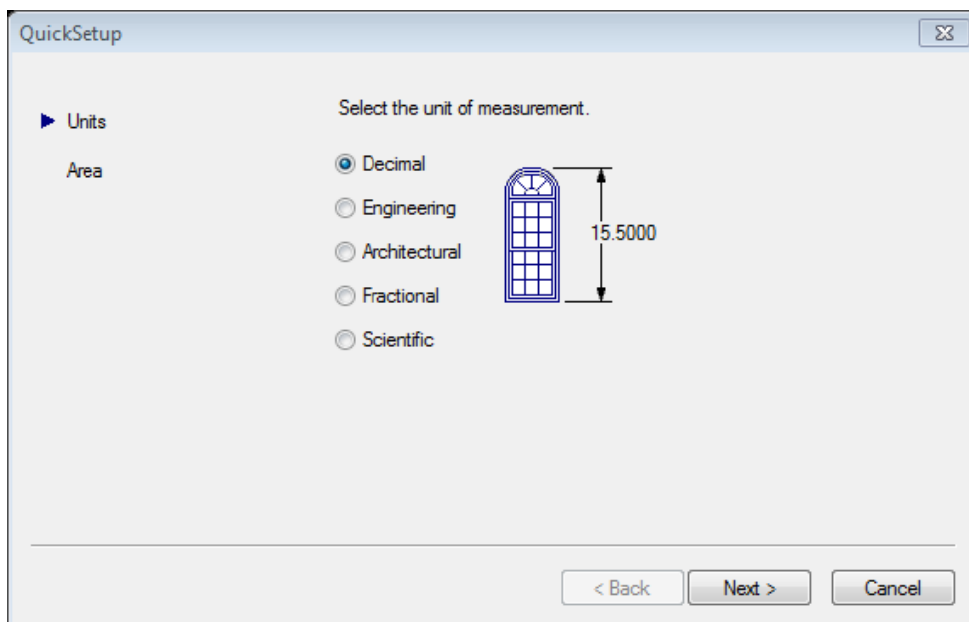 QuickSetup
Units
Area
Select the unit of measurement.
Decimal
Engineering
Architectural
Fractional
Scientific
15.5000
< Back
Next >
Cancel